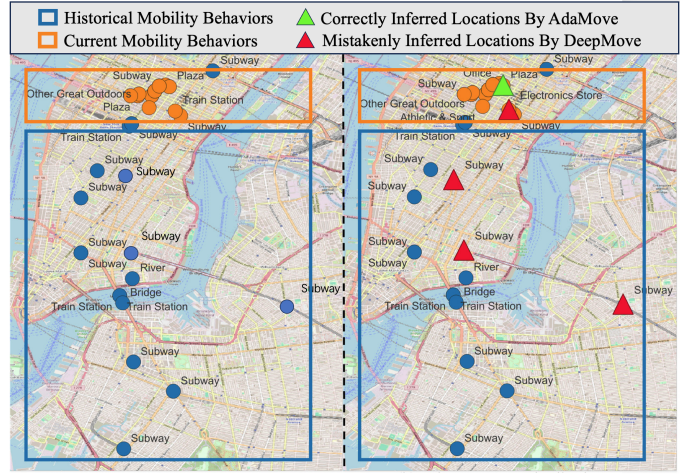 Historical Mobility Behaviors
Correctly Inferred Locations By AdaMove
Current Mobility Behaviors
Mistakenly Inferred Locations By DeepMove
Subway
Subway
Plaza
Other Great Outdoors
Train Station
Plaza
Subway
Train Station
Subway
Subway
Subway
Subway
Subway
Subway
River
Subway
Bridge
Train Station
Train Station
Subway
Subway
Subway
Subway
Office
Plaza
Subway
Electronics Store
Other Great Outdoors
Athletic & Sport
Subway
Train Station
Subway
Subway
Subway
Subway
Subway
Subway
River
Subway
Bridge
Train Station
Train Station
Subway
Subway
Subway